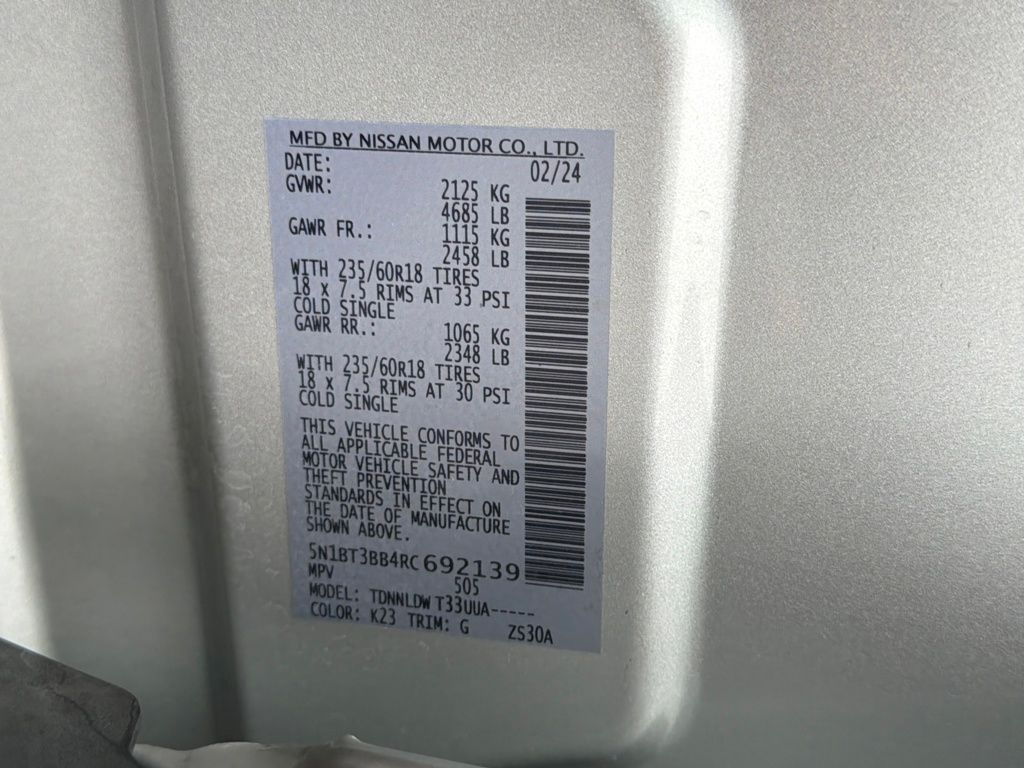 MFD BY NISSAN MOTOR CO., LTD.
DATE: 02/24
GVWR: 2125 KG
4685 LB
GAWR FR.: 1115 KG
2458 LB
WITH 235/60R18 TIRES
18 x 7.5 RIMS AT 33 PSI
COLD SINGLE
GAWR RR.: 1065 KG
2348 LB
WITH 235/60R18 TIRES
18 x 7.5 RIMS AT 30 PSI
COLD SINGLE
THIS VEHICLE CONFORMS TO
ALL APPLICABLE FEDERAL
MOTOR VEHICLE SAFETY AND
THEFT PREVENTION
STANDARDS IN EFFECT ON
THE DATE OF MANUFACTURE
SHOWN ABOVE.
5N1BT3BB4RC692139
MPV 505
MODEL: TDNNLDW T33UUA-----
COLOR: K23 TRIM: G ZS30A